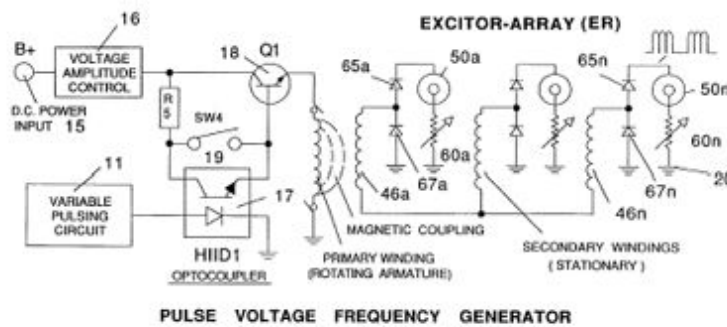 EXCITOR-ARRAY (ER)
16
B+
VOLTAGE
AMPLITUDE
CONTROL
D.C. POWER
INPUT 15
R
5
SW4
18
Q1
19
17
11
VARIABLE
PULSING
CIRCUIT
HIID1
OPTOCOUPLER
65a
50a
60a
67a
46a
MAGNETIC COUPLING
PRIMARY WINDING
(ROTATING ARMATURE)
65n
50n
60n
67n
46n
SECONDARY WINDINGS
(STATIONARY)
PULSE VOLTAGE FREQUENCY GENERATOR